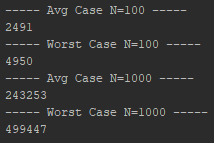 ----- Avg Case N=100 -----
2491
----- Worst Case N=100 -----
4950
----- Avg Case N=1000 -----
243253
----- Worst Case N=1000 -----
499447